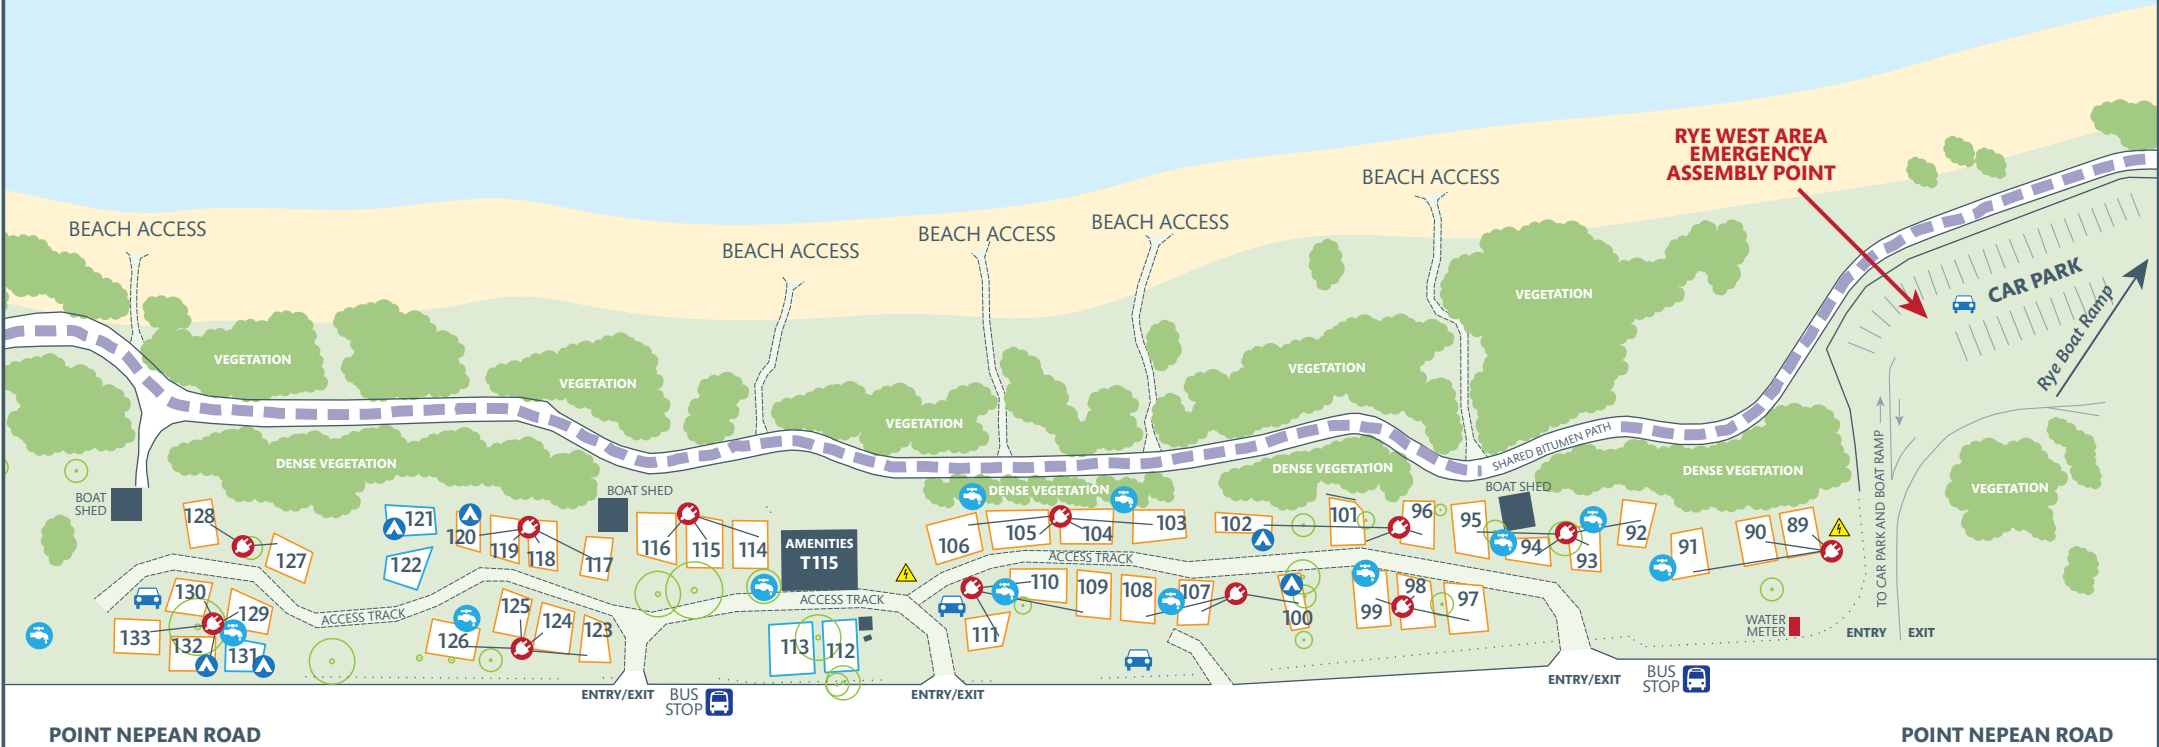 RYE WEST AREA
EMERGENCY
ASSEMBLY POINT
BEACH ACCESS
BEACH ACCESS
BEACH ACCESS
BEACH ACCESS
BEACH ACCESS
CAR PARK
Rye Boat Ramp
VEGETATION
VEGETATION
VEGETATION
VEGETATION
VEGETATION
VEGETATION
SHARED BITUMEN PATH
DENSE VEGETATION
DENSE VEGETATION
DENSE VEGETATION
DENSE VEGETATION
TO CAR PARK AND BOAT RAMP
BOAT
SHED
BOAT SHED
BOAT SHED
128
127
121
122
120
119
118
117
116
115
114
AMENITIES
T115
106
105
104
103
102
101
96
95
94
93
92
91
90
89
ACCESS TRACK
ACCESS TRACK
ACCESS TRACK
130
129
133
132
131
126
125
124
123
113
112
111
110
109
108
107
100
99
98
97
WATER
METER
ENTRY
EXIT
ENTRY/EXIT
BUS
STOP
ENTRY/EXIT
ENTRY/EXIT
BUS
STOP
POINT NEPEAN ROAD
POINT NEPEAN ROAD